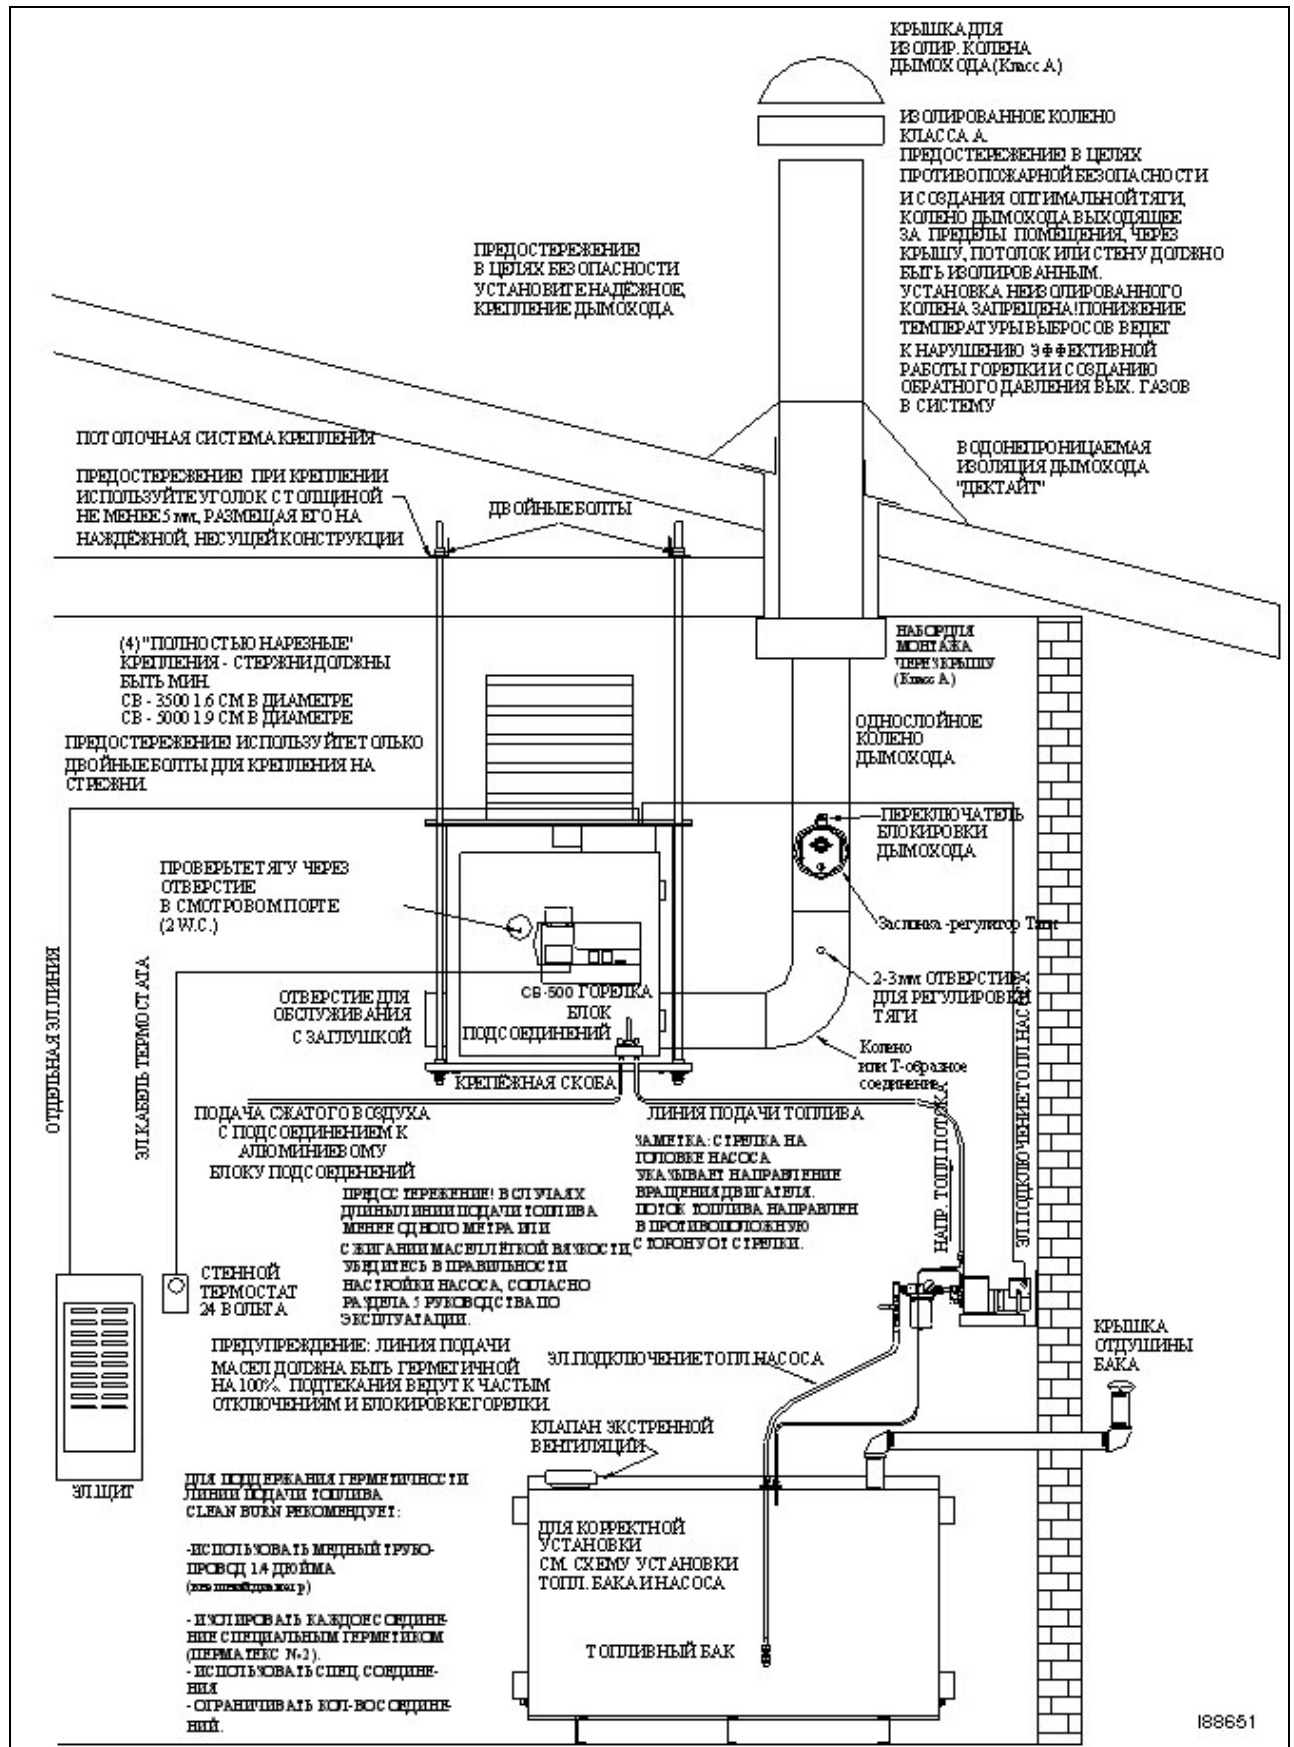 КРЫШКА ДЛЯ
ИЗОЛИР. КОЛЕНА
ДЫМОХОДА (Класс А)
ИЗОЛИРОВАННОЕ КОЛЕНО
КЛАССА А.
ПРЕДОСТЕРЕЖЕНИЕ! В ЦЕЛЯХ
ПРОТИВОПОЖАРНОЙ БЕЗОПАСНОСТИ
И СОЗДАНИЯ ОПТИМАЛЬНОЙ ТЯГИ,
КОЛЕНО ДЫМОХОДА ВЫХОДЯЩЕЕ
ЗА ПРЕДЕЛЫ ПОМЕЩЕНИЯ, ЧЕРЕЗ
КРЫШУ, ПОТОЛОК ИЛИ СТЕНУ ДОЛЖНО
БЫТЬ ИЗОЛИРОВАННЫМ.
УСТАНОВКА НЕИЗОЛИРОВАННОГО
КОЛЕНА ЗАПРЕЩЕНА! ПОНИЖЕНИЕ
ТЕМПЕРАТУРЫ ВЫБРОСОВ ВЕДЕТ
К НАРУШЕНИЮ ЭФФЕКТИВНОЙ
РАБОТЫ ГОРЕЛКИ И СОЗДАНИЮ
ОБРАТНОГО ДАВЛЕНИЯ ВЫХ. ГАЗОВ
В СИСТЕМУ
ПРЕДОСТЕРЕЖЕНИЕ!
В ЦЕЛЯХ БЕЗОПАСНОСТИ
УСТАНОВИТЕ НАДЁЖНОЕ,
КРЕПЛЕНИЕ ДЫМОХОДА
ПОТОЛОЧНАЯ СИСТЕМА КРЕПЛЕНИЯ
ПРЕДОСТЕРЕЖЕНИЕ! ПРИ КРЕПЛЕНИИ
ИСПОЛЬЗУЙТЕ УГОЛОК С ТОЛЩИНОЙ
НЕ МЕНЕЕ 5 мм, РАЗМЕЩАЯ ЕГО НА
НАЖДЁЖНОЙ, НЕСУЩЕЙ КОНСТРУКЦИИ
ДВОЙНЫЕ БОЛТЫ
ВОДОНЕПРОНИЦАЕМАЯ
ИЗОЛЯЦИЯ ДЫМОХОДА
"ДЕКТАЙТ"
(4) "ПОЛНОСТЬЮ НАРЕЗНЫЕ"
КРЕПЛЕНИЯ - СТЕРЖНИ ДОЛЖНЫ
БЫТЬ МИН.
СВ - 3500 1.6 СМ В ДИАМЕТРЕ
СВ - 5000 1.9 СМ В ДИАМЕТРЕ
ПРЕДОСТЕРЕЖЕНИЕ! ИСПОЛЬЗУЙТЕ ТОЛЬКО
ДВОЙНЫЕ БОЛТЫ ДЛЯ КРЕПЛЕНИЯ НА
СТРЕЖНИ.
НАБОР ДЛЯ
МОНТАЖА
ЧЕРЕЗ КРЫШУ
(Класс А)
ОДНОСЛОЙНОЕ
КОЛЕНО
ДЫМОХОДА
ПЕРЕКЛЮЧАТЕЛЬ
БЛОКИРОВКИ
ДЫМОХОДА
ПРОВЕРЬТЕ ТЯГУ ЧЕРЕЗ
ОТВЕРСТИЕ
В СМОТРОВОМ ПОРТЕ
(2 W.C.)
Заслонка -регулятор Тяги
2-3 мм ОТВЕРСТИЕ
ДЛЯ РЕГУЛИРОВКИ
ТЯГИ
ОТДЕЛЬНАЯ ЭЛ ЛИНИЯ
ЭЛ КАБЕЛЬ ТЕРМОСТАТА
ОТВЕРСТИЕ ДЛЯ
ОБСЛУЖИВАНИЯ
С ЗАГЛУШКОЙ
СВ-500 ГОРЕЛКА
БЛОК
ПОДСОЕДИНЕНИЙ
Колено
или Т-образное
соединение
КРЕПЁЖНАЯ СКОБА
ПОДАЧА СЖАТОГО ВОЗДУХА
С ПОДСОЕДИНЕНИЕМ К
АЛЮМИНИЕВОМУ
БЛОКУ ПОДСОЕДЕНЕНИЙ
ЛИНИЯ ПОДАЧИ ТОПЛИВА
ЗАМЕТКА: СТРЕЛКА НА
ГОЛОВКЕ НАСОСА
УКАЗЫВАЕТ НАПРАВЛЕНИЕ
ВРАЩЕНИЯ ДВИГАТЕЛЯ.
ПОТОК ТОПЛИВА НАПРАВЛЕН
В ПРОТИВОПОЛОЖНУЮ
СТОРОНУ ОТ СТРЕЛКИ.
НАПР. ТОПЛ ПОТОКА
ЭЛ.ПОДКЛЮЧЕНИЕ ТОПЛ.НАСОСА
ПРЕДОСТЕРЕЖЕНИЕ! В СЛУЧАЯХ
ДЛИНЫ ЛИНИИ ПОДАЧИ ТОПЛИВА
МЕНЕЕ ОДНОГО МЕТРА ИЛИ
СЖИГАНИИ МАСЕЛ ЛЁГКОЙ ВЯЗКОСТИ,
УБЕДИТЕСЬ В ПРАВИЛЬНОСТИ
НАСТРОЙКИ НАСОСА, СОГЛАСНО
РАЗДЕЛА 5 РУКОВОДСТВА ПО
ЭКСПЛУАТАЦИИ.
СТЕННОЙ
ТЕРМОСТАТ
24 ВОЛЬТА
ПРЕДУПРЕЖДЕНИЕ: ЛИНИЯ ПОДАЧИ
МАСЕЛ ДОЛЖНА БЫТЬ ГЕРМЕТИЧНОЙ
НА 100%. ПОДТЕКАНИЯ ВЕДУТ К ЧАСТЫМ
ОТКЛЮЧЕНИЯМ И БЛОКИРОВКЕ ГОРЕЛКИ.
ЭЛ.ПОДКЛЮЧЕНИЕ ТОПЛ.НАСОСА
КРЫШКА
ОТДУШИНЫ
БАКА
КЛАПАН ЭКСТРЕННОЙ
ВЕНТИЛЯЦИЙ
ЭЛ.ЩИТ
ДЛЯ ПОДДЕРЖАНИЯ ГЕРМЕТИЧНОСТИ
ЛИНИИ ПОДАЧИ ТОПЛИВА
CLEAN BURN РЕКОМЕНДУЕТ:
-ИСПОЛЬЗОВАТЬ МЕДНЫЙ ТРУБО-
ПРОВОД 1/4 ДЮЙМА
(внешний диаметр)
- ИЗОЛИРОВАТЬ КАЖДОЕ СОЕДИНЕ-
НИЕ СПЕЦИАЛЬНЫМ ГЕРМЕТИКОМ
(ПЕРМАТЕКС №2).
- ИСПОЛЬЗОВАТЬ СПЕЦ. СОЕДИНЕ-
НИЯ
- ОГРАНИЧИВАТЬ КОЛ-ВО СОЕДИНЕ-
НИЙ.
ДЛЯ КОРРЕКТНОЙ
УСТАНОВКИ
СМ. СХЕМУ УСТАНОВКИ
ТОПЛ. БАКА И НАСОСА
ТОПЛИВНЫЙ БАК
I88651